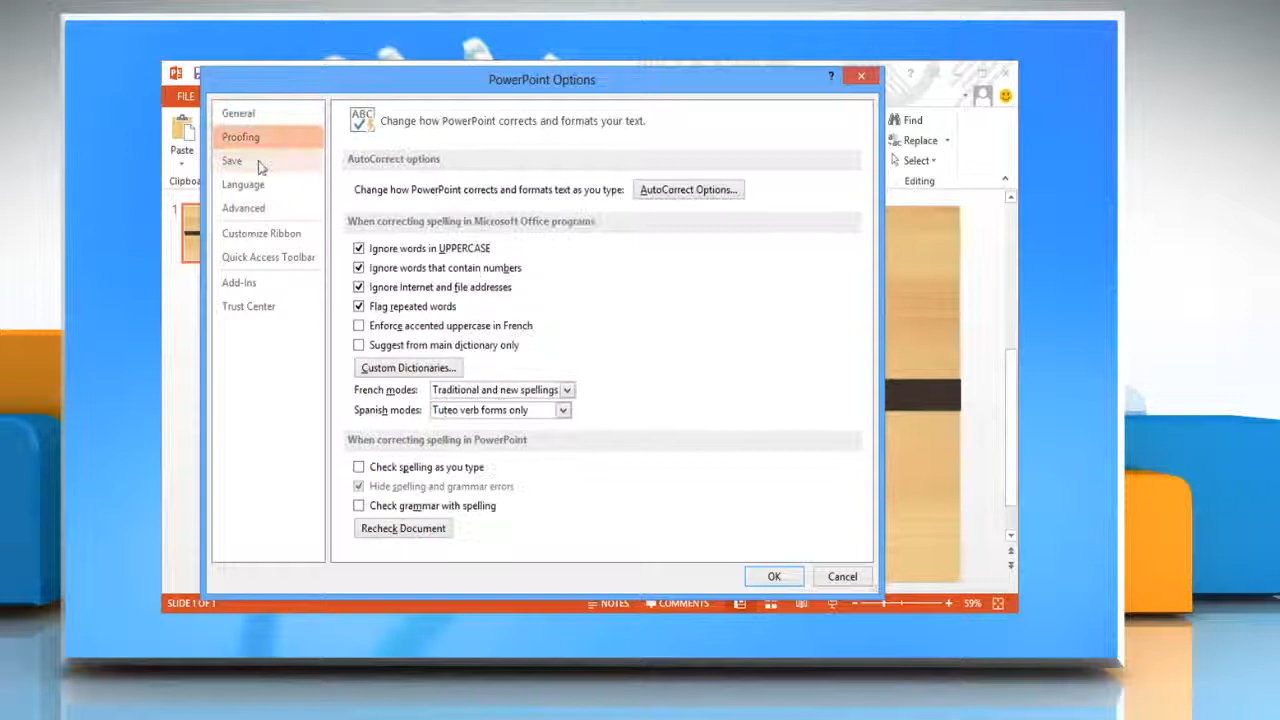 PowerPoint Options
?
FILE
?
General
Proofing
Save
Language
Advanced
Customize Ribbon
Quick Access Toolbar
Add-Ins
Trust Center
Paste
Clipboa
1
ABC
Change how PowerPoint corrects and formats your text.
AutoCorrect options
Change how PowerPoint corrects and formats text as you type:
AutoCorrect Options...
When correcting spelling in Microsoft Office programs
Ignore words in UPPERCASE
Ignore words that contain numbers
Ignore Internet and file addresses
Flag repeated words
Enforce accented uppercase in French
Suggest from main dictionary only
Custom Dictionaries...
French modes: Traditional and new spellings
Spanish modes: Tuteo verb forms only
When correcting spelling in PowerPoint
Check spelling as you type
Hide spelling and grammar errors
Check grammar with spelling
Recheck Document
OK
Cancel
Find
Replace
Select
Editing
SLIDE 1 OF 1
NOTES
COMMENTS
59%